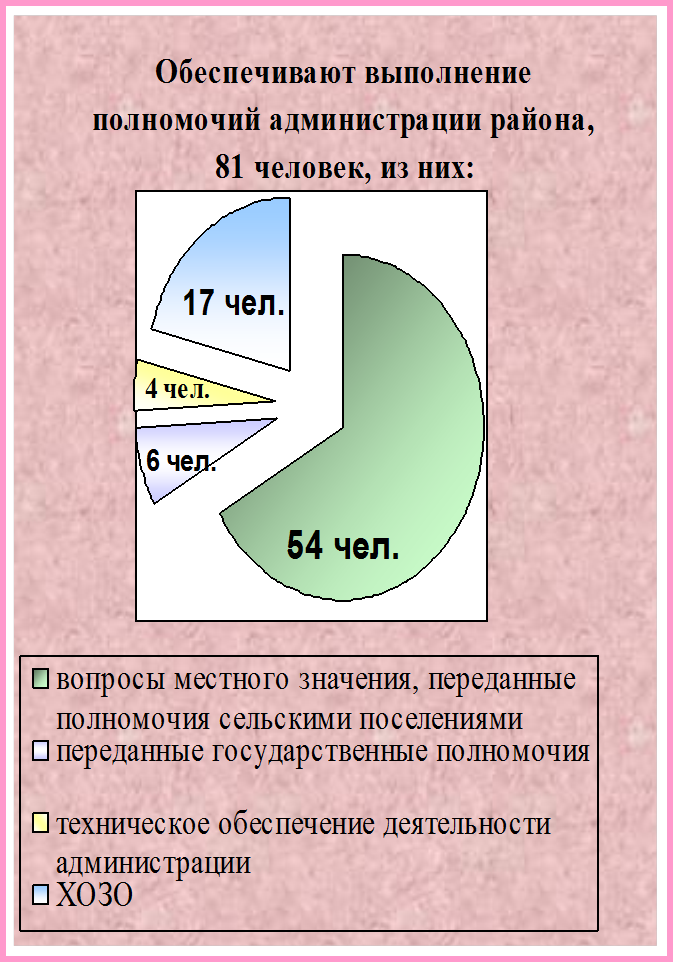 Обеспечивают выполнение
полномочий администрации района,
81 человек, из них:
17 чел.
4 чел.
6 чел.
54 чел.
вопросы местного значения, переданные
полномочия сельскими поселениями
переданные государственные полномочия
техническое обеспечение деятельности
администрации
ХОЗО